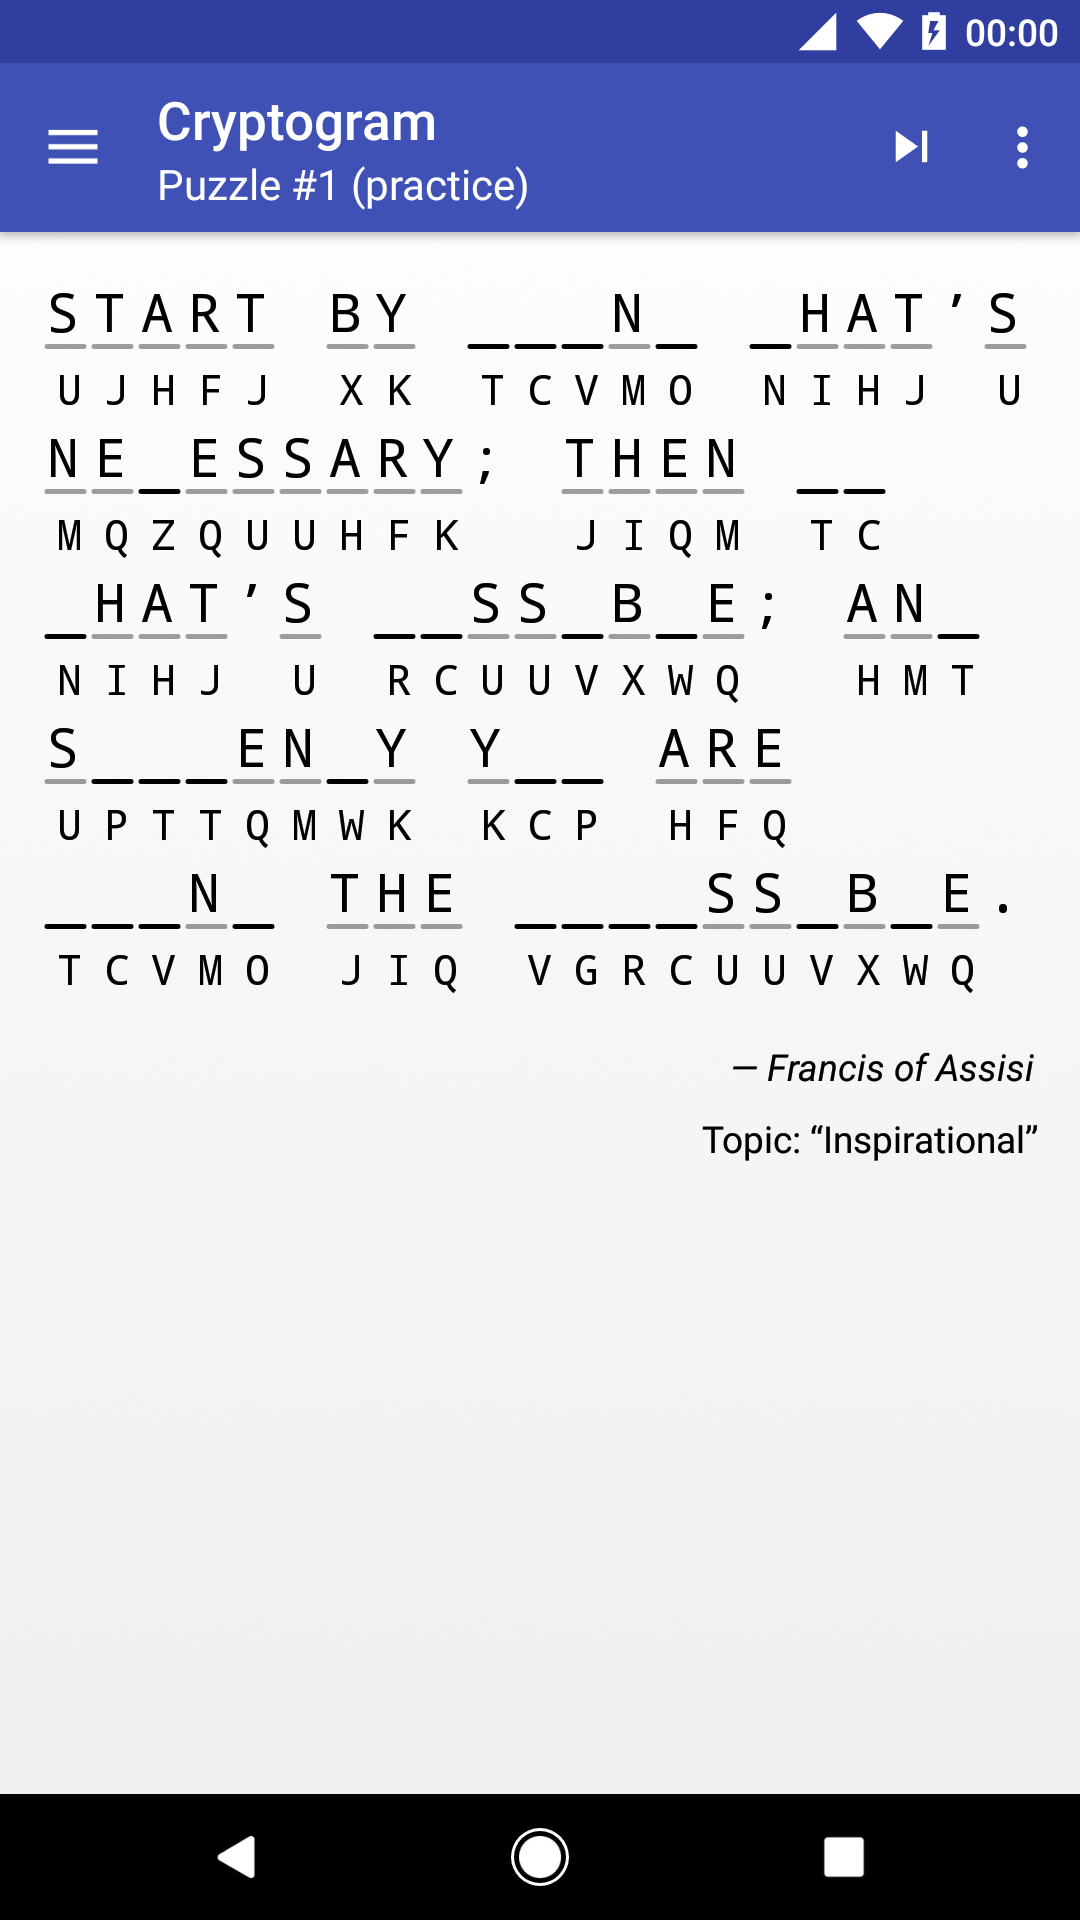 00:00
Cryptogram
Puzzle #1 (practice)
START BY ___N_ _HAT’S
UJHFJ XK TCVMO NIHJ U
NE_ESSARY; THEN __
MQZQUUHFK JIQM TC
_HAT’S __SS_B_E; AN_
NIHJ U RCUUVXWQ HMT
S___EN_Y Y__ ARE
UPTTQMWK KCP HFQ
___N_ THE ____SS_B_E.
TCVMO JIQ VGRCUUVXWQ
— Francis of Assisi
Topic: “Inspirational”